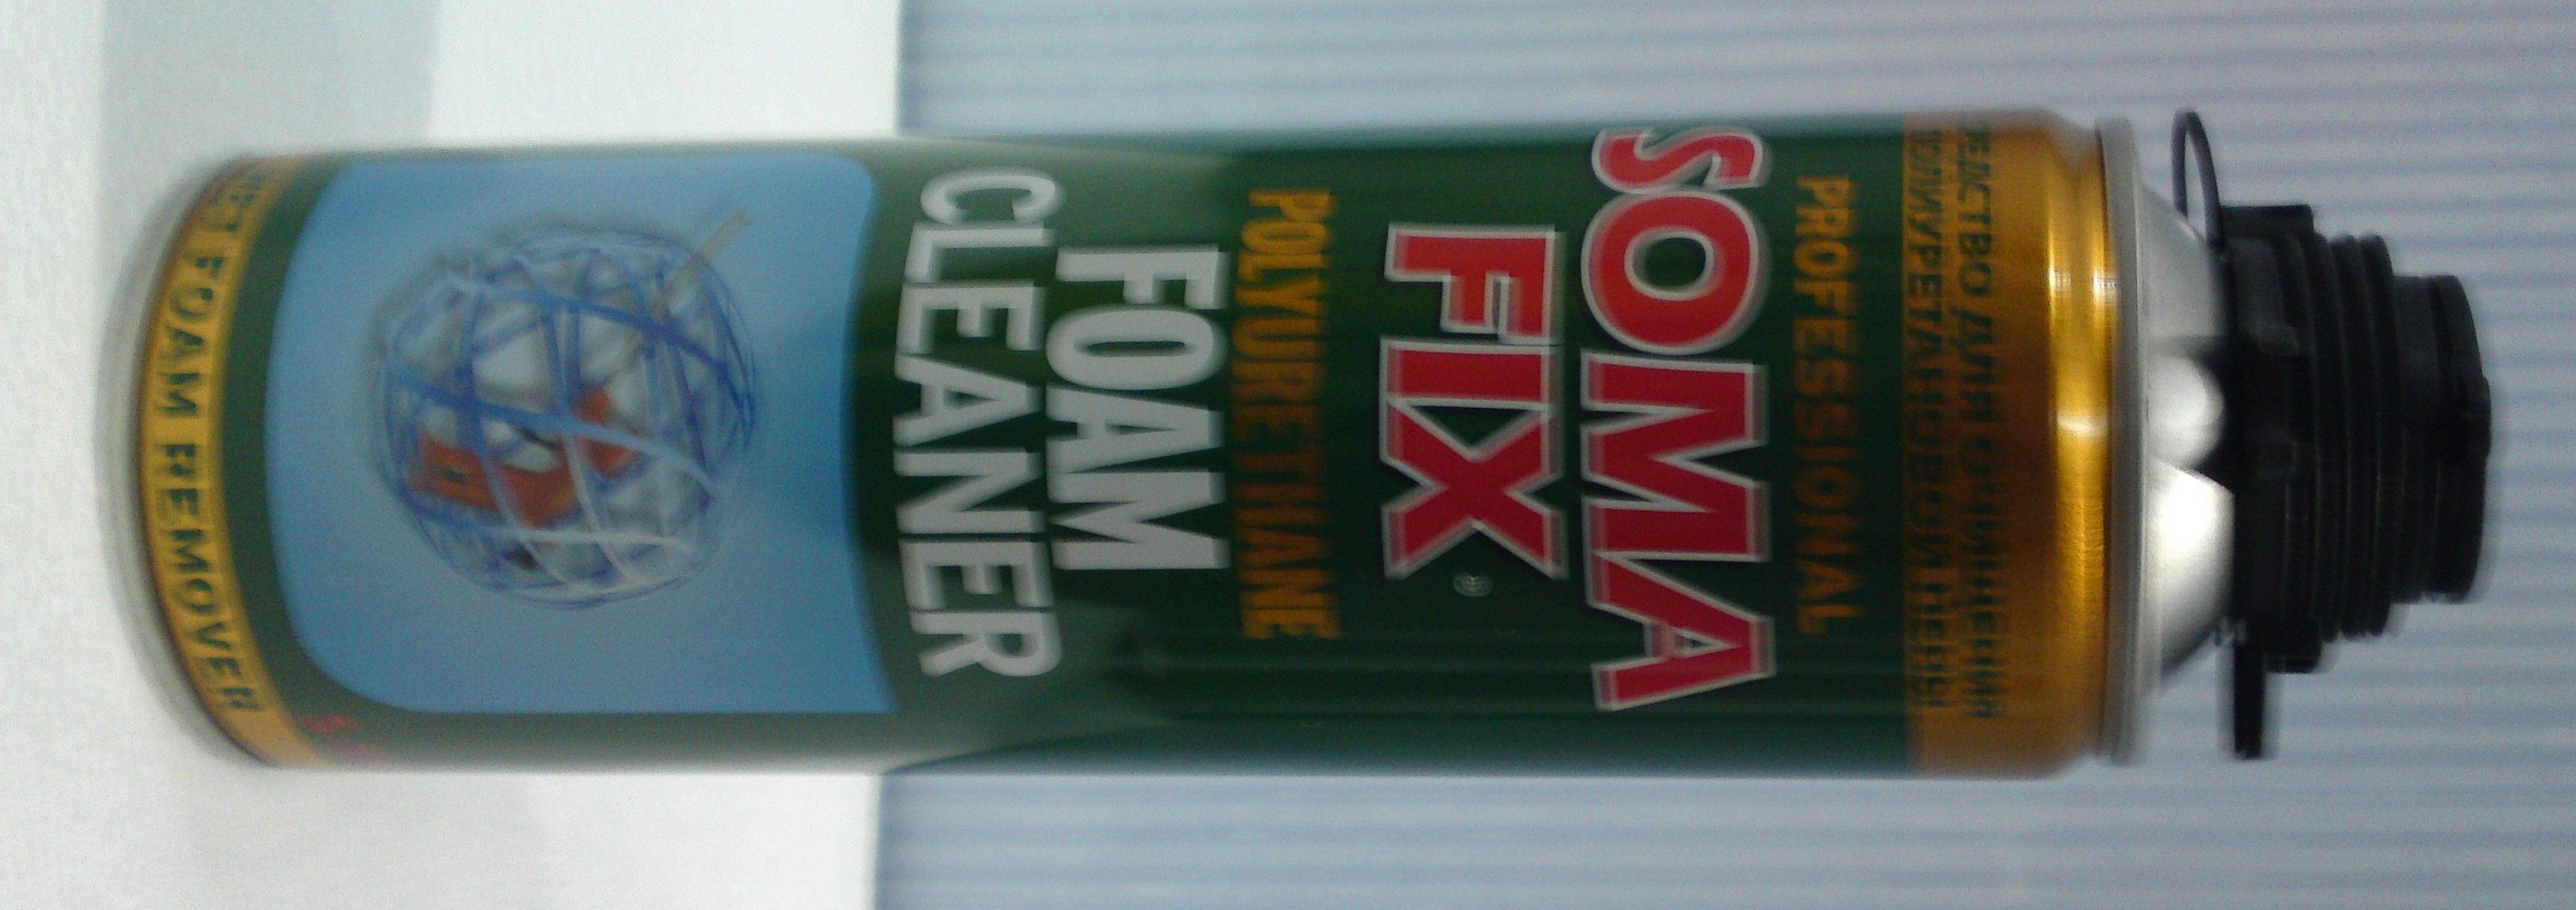 СРЕДСТВО ДЛЯ ОЧИЩЕНИЯ
ПОЛИУРЕТАНОВОЙ ПЕНЫ
PROFESSIONAL
SOMA
FIX®
POLYURETHANE
FOAM
CLEANER
FOAM REMOVER